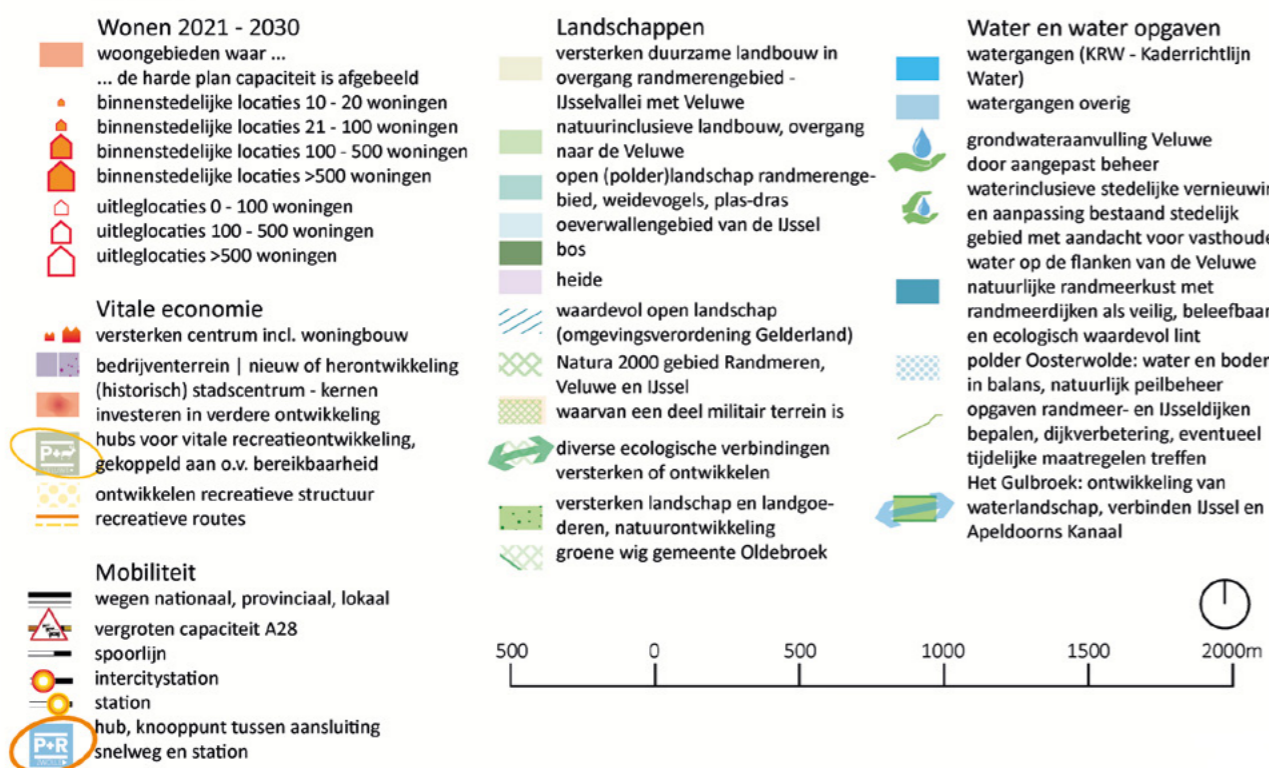 Wonen 2021 - 2030
woongebieden waar ...
... de harde plan capaciteit is afgebeeld
binnenstedelijke locaties 10 - 20 woningen
binnenstedelijke locaties 21 - 100 woningen
binnenstedelijke locaties 100 - 500 woningen
binnenstedelijke locaties >500 woningen
uitleglocaties 0 - 100 woningen
uitleglocaties 100 - 500 woningen
uitleglocaties >500 woningen
Vitale economie
versterken centrum incl. woningbouw
bedrijventerrein | nieuw of herontwikkeling
(historisch) stadscentrum - kernen
investeren in verdere ontwikkeling
P+
hubs voor vitale recreatieontwikkeling,
gekoppeld aan o.v. bereikbaarheid
ontwikkelen recreatieve structuur
recreatieve routes
Mobiliteit
wegen nationaal, provinciaal, lokaal
vergroten capaciteit A28
spoorlijn
intercitystation
station
P+R
hub, knooppunt tussen aansluiting
snelweg en station
Landschappen
versterken duurzame landbouw in
overgang randmerengebied -
IJsselvallei met Veluwe
natuurinclusieve landbouw, overgang
naar de Veluwe
open (polder)landschap randmerenge-
bied, weidevogels, plas-dras
oeverwallengebied van de IJssel
bos
heide
waardevol open landschap
(omgevingsverordening Gelderland)
Natura 2000 gebied Randmeren,
Veluwe en IJssel
waarvan een deel militair terrein is
diverse ecologische verbindingen
versterken of ontwikkelen
versterken landschap en landgoe-
deren, natuurontwikkeling
groene wig gemeente Oldebroek
Water en water opgaven
watergangen (KRW - Kaderrichtlijn
Water)
watergangen overig
grondwateraanvulling Veluwe
door aangepast beheer
waterinclusieve stedelijke vernieuwin
en aanpassing bestaand stedelijk
gebied met aandacht voor vasthoude
water op de flanken van de Veluwe
natuurlijke randmeerkust met
randmeerdijken als veilig, beleefbaar
en ecologisch waardevol lint
polder Oosterwolde: water en boder
in balans, natuurlijk peilbeheer
opgaven randmeer- en IJsseldijken
bepalen, dijkverbetering, eventueel
tijdelijke maatregelen treffen
Het Gulbroek: ontwikkeling van
waterlandschap, verbinden IJssel en
Apeldoorns Kanaal
500 0 500 1000 1500 2000m